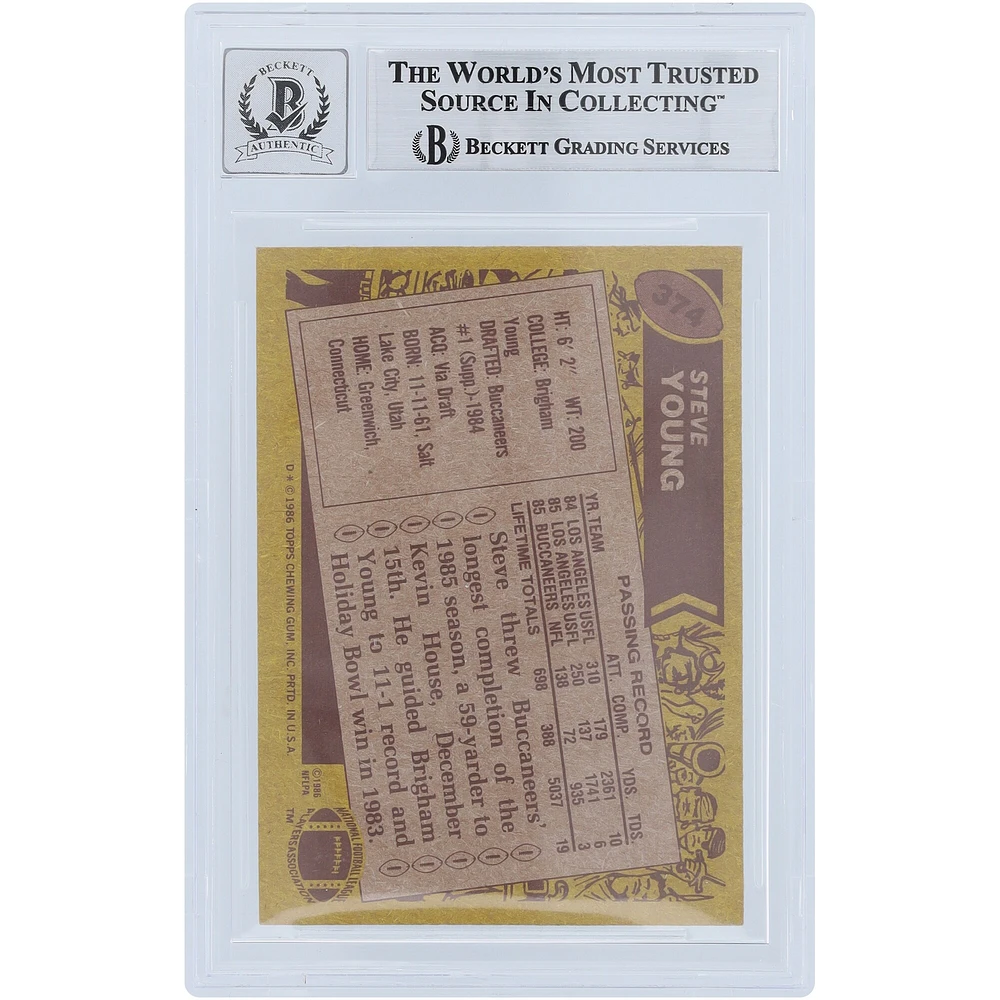 BECKETT
B
AUTHENTIC
THE WORLD'S MOST TRUSTED
SOURCE IN COLLECTING™
B BECKETT GRADING SERVICES
374
STEVE
YOUNG
HT: 6' 2" WT: 200
COLLEGE: Brigham
Young
DRAFTED: Buccaneers
#1 (Supp.)-1984
ACQ: Via Draft
BORN: 11-11-61, Salt
Lake City, Utah
HOME: Greenwich,
Connecticut
PASSING RECORD
YR. TEAM ATT. COMP. YDS. TDS.
84 LOS ANGELES USFL 310 179 2361 10
85 LOS ANGELES USFL 250 137 1741 6
85 BUCCANEERS NFL 138 72 935 3
LIFETIME TOTALS 698 388 5037 19
Steve threw Buccaneers'
longest completion of the
1985 season, a 59-yarder to
Kevin House, December
15th. He guided Brigham
Young to 11-1 record and
Holiday Bowl win in 1983.
D * © 1986 TOPPS CHEWING GUM, INC. PRTD. IN U.S.A.
©1986
NFLPA
NATIONAL FOOTBALL LEAGUE
PLAYERS ASSOCIATION
TM